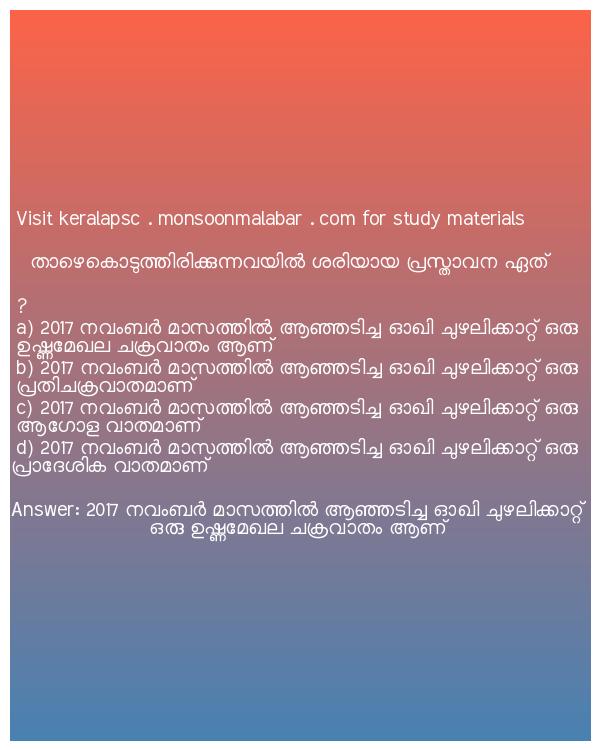 Visit keralapsc . monsoonmalabar . com for study materials
താഴെകൊടുത്തിരിക്കുന്നവയിൽ ശരിയായ പ്രസ്താവന ഏത്
?
a) 2017 നവംബർ മാസത്തിൽ ആഞ്ഞടിച്ച ഓഖി ചുഴലിക്കാറ്റ് ഒരു
ഉഷ്ണമേഖല ചക്രവാതം ആണ്
b) 2017 നവംബർ മാസത്തിൽ ആഞ്ഞടിച്ച ഓഖി ചുഴലിക്കാറ്റ് ഒരു
പ്രതിചക്രവാതമാണ്
c) 2017 നവംബർ മാസത്തിൽ ആഞ്ഞടിച്ച ഓഖി ചുഴലിക്കാറ്റ് ഒരു
ആഗോള വാതമാണ്
d) 2017 നവംബർ മാസത്തിൽ ആഞ്ഞടിച്ച ഓഖി ചുഴലിക്കാറ്റ് ഒരു
പ്രാദേശിക വാതമാണ്
Answer: 2017 നവംബർ മാസത്തിൽ ആഞ്ഞടിച്ച ഓഖി ചുഴലിക്കാറ്റ്
ഒരു ഉഷ്ണമേഖല ചക്രവാതം ആണ്